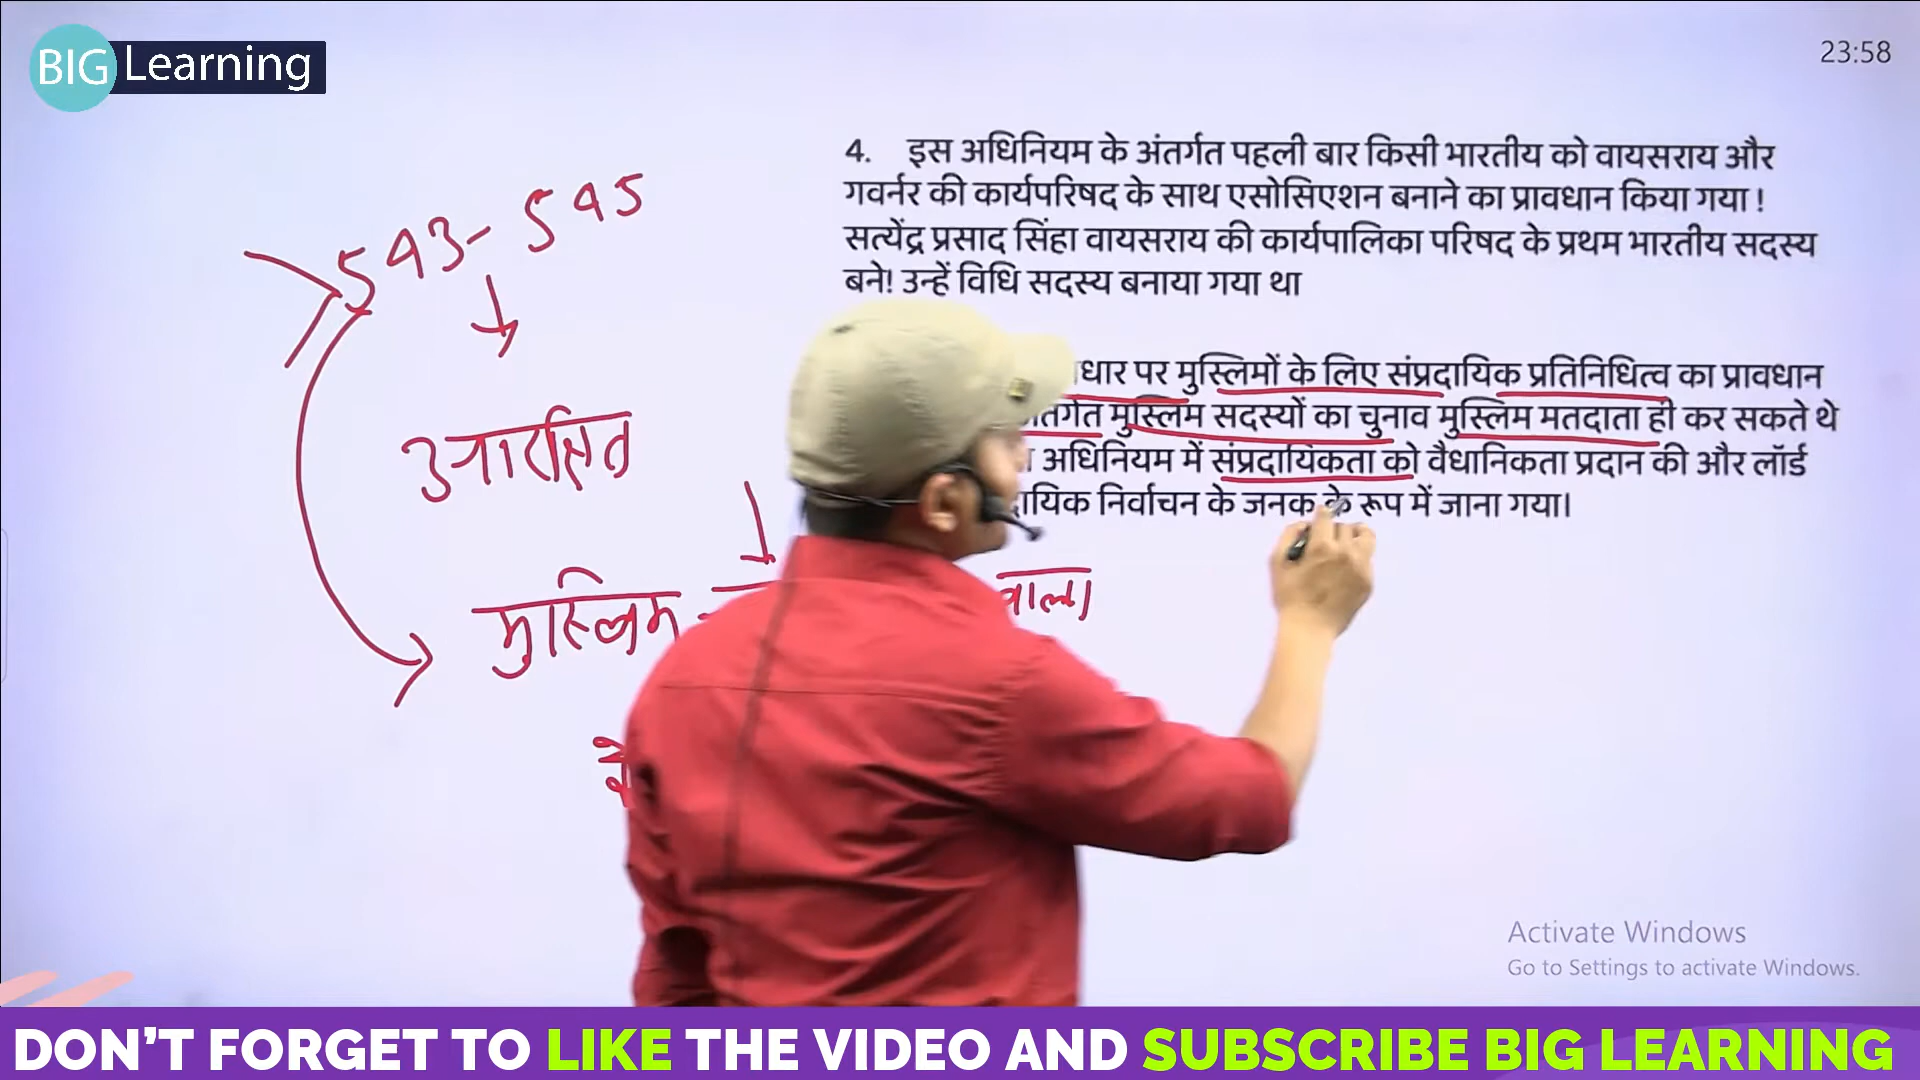 BIG Learning
23:58
4. इस अधिनियम के अंतर्गत पहली बार किसी भारतीय को वायसराय और
गवर्नर की कार्यपरिषद के साथ एसोसिएशन बनाने का प्रावधान किया गया !
सत्येंद्र प्रसाद सिंहा वायसराय की कार्यपालिका परिषद के प्रथम भारतीय सदस्य
बने! उन्हें विधि सदस्य बनाया गया था
543- 545
धार पर मुस्लिमों के लिए संप्रदायिक प्रतिनिधित्व का प्रावधान
तर्गत मुस्लिम सदस्यों का चुनाव मुस्लिम मतदाता ही कर सकते थे
अधिनियम में संप्रदायिकता को वैधानिकता प्रदान की और लॉर्ड
दायिक निर्वाचन के जनक के रूप में जाना गया।
आरक्षित
मुस्लिम वाला
Activate Windows
Go to Settings to activate Windows.
DON'T FORGET TO LIKE THE VIDEO AND SUBSCRIBE BIG LEARNING